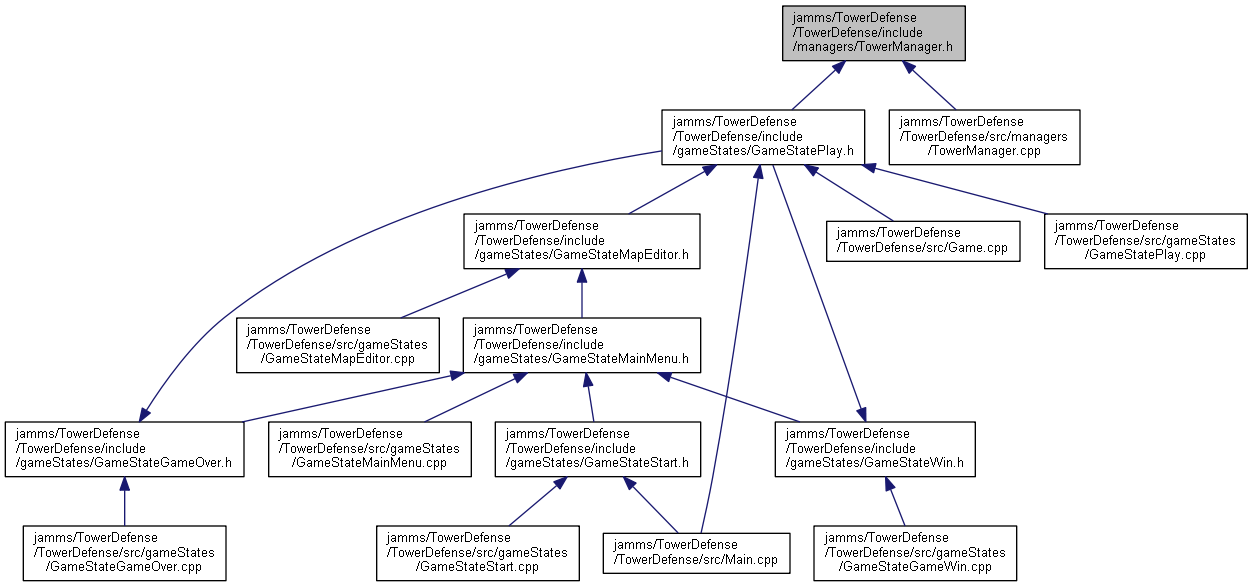 jamms/TowerDefense
/TowerDefense/include
/managers/TowerManager.h
jamms/TowerDefense
/TowerDefense/include
/gameStates/GameStatePlay.h
jamms/TowerDefense
/TowerDefense/src/managers
/TowerManager.cpp
jamms/TowerDefense
/TowerDefense/include
/gameStates/GameStateMapEditor.h
jamms/TowerDefense
/TowerDefense/src/Game.cpp
jamms/TowerDefense
/TowerDefense/src/gameStates
/GameStatePlay.cpp
jamms/TowerDefense
/TowerDefense/src/gameStates
/GameStateMapEditor.cpp
jamms/TowerDefense
/TowerDefense/include
/gameStates/GameStateMainMenu.h
jamms/TowerDefense
/TowerDefense/include
/gameStates/GameStateGameOver.h
jamms/TowerDefense
/TowerDefense/src/gameStates
/GameStateMainMenu.cpp
jamms/TowerDefense
/TowerDefense/include
/gameStates/GameStateStart.h
jamms/TowerDefense
/TowerDefense/include
/gameStates/GameStateWin.h
jamms/TowerDefense
/TowerDefense/src/gameStates
/GameStateGameOver.cpp
jamms/TowerDefense
/TowerDefense/src/gameStates
/GameStateStart.cpp
jamms/TowerDefense
/TowerDefense/src/Main.cpp
jamms/TowerDefense
/TowerDefense/src/gameStates
/GameStateGameWin.cpp